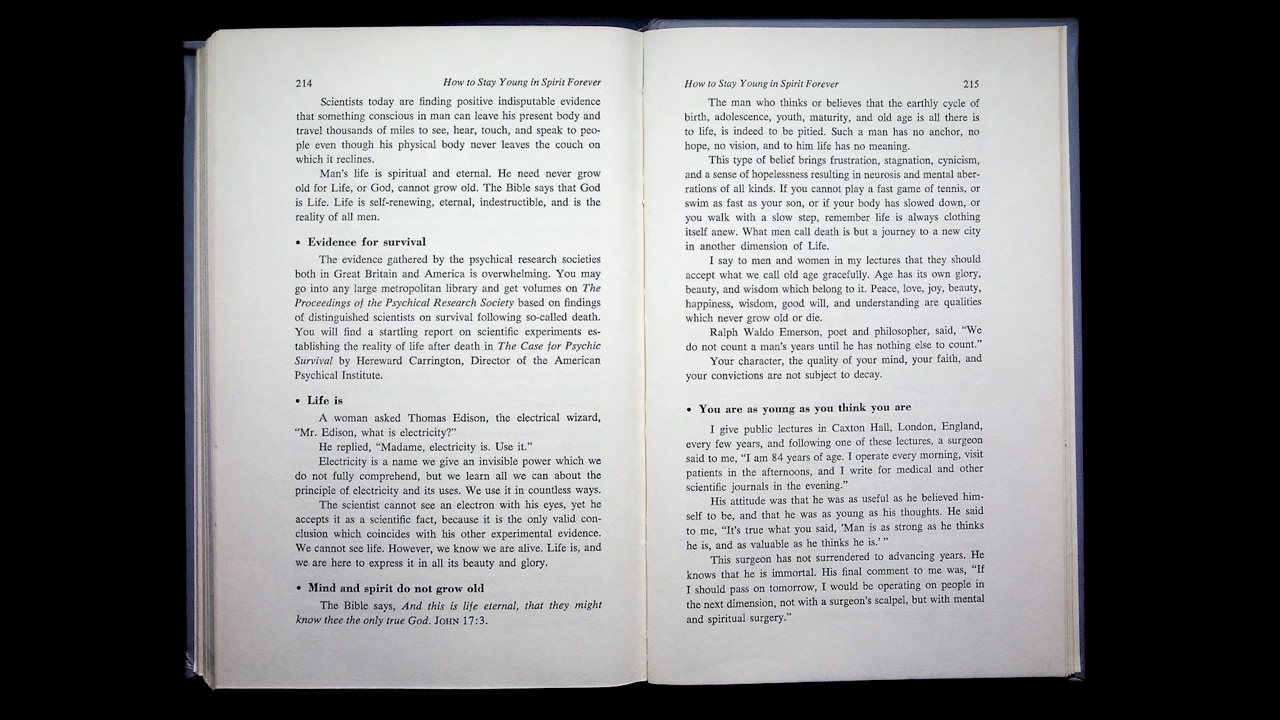 214 How to Stay Young in Spirit Forever
Scientists today are finding positive indisputable evidence
that something conscious in man can leave his present body and
travel thousands of miles to see, hear, touch, and speak to peo-
ple even though his physical body never leaves the couch on
which it reclines.
Man's life is spiritual and eternal. He need never grow
old for Life, or God, cannot grow old. The Bible says that God
is Life. Life is self-renewing, eternal, indestructible, and is the
reality of all men.
• Evidence for survival
The evidence gathered by the psychical research societies
both in Great Britain and America is overwhelming. You may
go into any large metropolitan library and get volumes on The
Proceedings of the Psychical Research Society based on findings
of distinguished scientists on survival following so-called death.
You will find a startling report on scientific experiments es-
tablishing the reality of life after death in The Case for Psychic
Survival by Hereward Carrington, Director of the American
Psychical Institute.
• Life is
A woman asked Thomas Edison, the electrical wizard,
“Mr. Edison, what is electricity?”
He replied, “Madame, electricity is. Use it.”
Electricity is a name we give an invisible power which we
do not fully comprehend, but we learn all we can about the
principle of electricity and its uses. We use it in countless ways.
The scientist cannot see an electron with his eyes, yet he
accepts it as a scientific fact, because it is the only valid con-
clusion which coincides with his other experimental evidence.
We cannot see life. However, we know we are alive. Life is, and
we are here to express it in all its beauty and glory.
• Mind and spirit do not grow old
The Bible says, And this is life eternal, that they might
know thee the only true God. JOHN 17:3.
How to Stay Young in Spirit Forever 215
The man who thinks or believes that the earthly cycle of
birth, adolescence, youth, maturity, and old age is all there is
to life, is indeed to be pitied. Such a man has no anchor, no
hope, no vision, and to him life has no meaning.
This type of belief brings frustration, stagnation, cynicism,
and a sense of hopelessness resulting in neurosis and mental aber-
rations of all kinds. If you cannot play a fast game of tennis, or
swim as fast as your son, or if your body has slowed down, or
you walk with a slow step, remember life is always clothing
itself anew. What men call death is but a journey to a new city
in another dimension of Life.
I say to men and women in my lectures that they should
accept what we call old age gracefully. Age has its own glory,
beauty, and wisdom which belong to it. Peace, love, joy, beauty,
happiness, wisdom, good will, and understanding are qualities
which never grow old or die.
Ralph Waldo Emerson, poet and philosopher, said, “We
do not count a man's years until he has nothing else to count.”
Your character, the quality of your mind, your faith, and
your convictions are not subject to decay.
• You are as young as you think you are
I give public lectures in Caxton Hall, London, England,
every few years, and following one of these lectures, a surgeon
said to me, “I am 84 years of age. I operate every morning, visit
patients in the afternoons, and I write for medical and other
scientific journals in the evening.”
His attitude was that he was as useful as he believed him-
self to be, and that he was as young as his thoughts. He said
to me, “It's true what you said, ‘Man is as strong as he thinks
he is, and as valuable as he thinks he is.’ ”
This surgeon has not surrendered to advancing years. He
knows that he is immortal. His final comment to me was, “If
I should pass on tomorrow, I would be operating on people in
the next dimension, not with a surgeon's scalpel, but with mental
and spiritual surgery.”